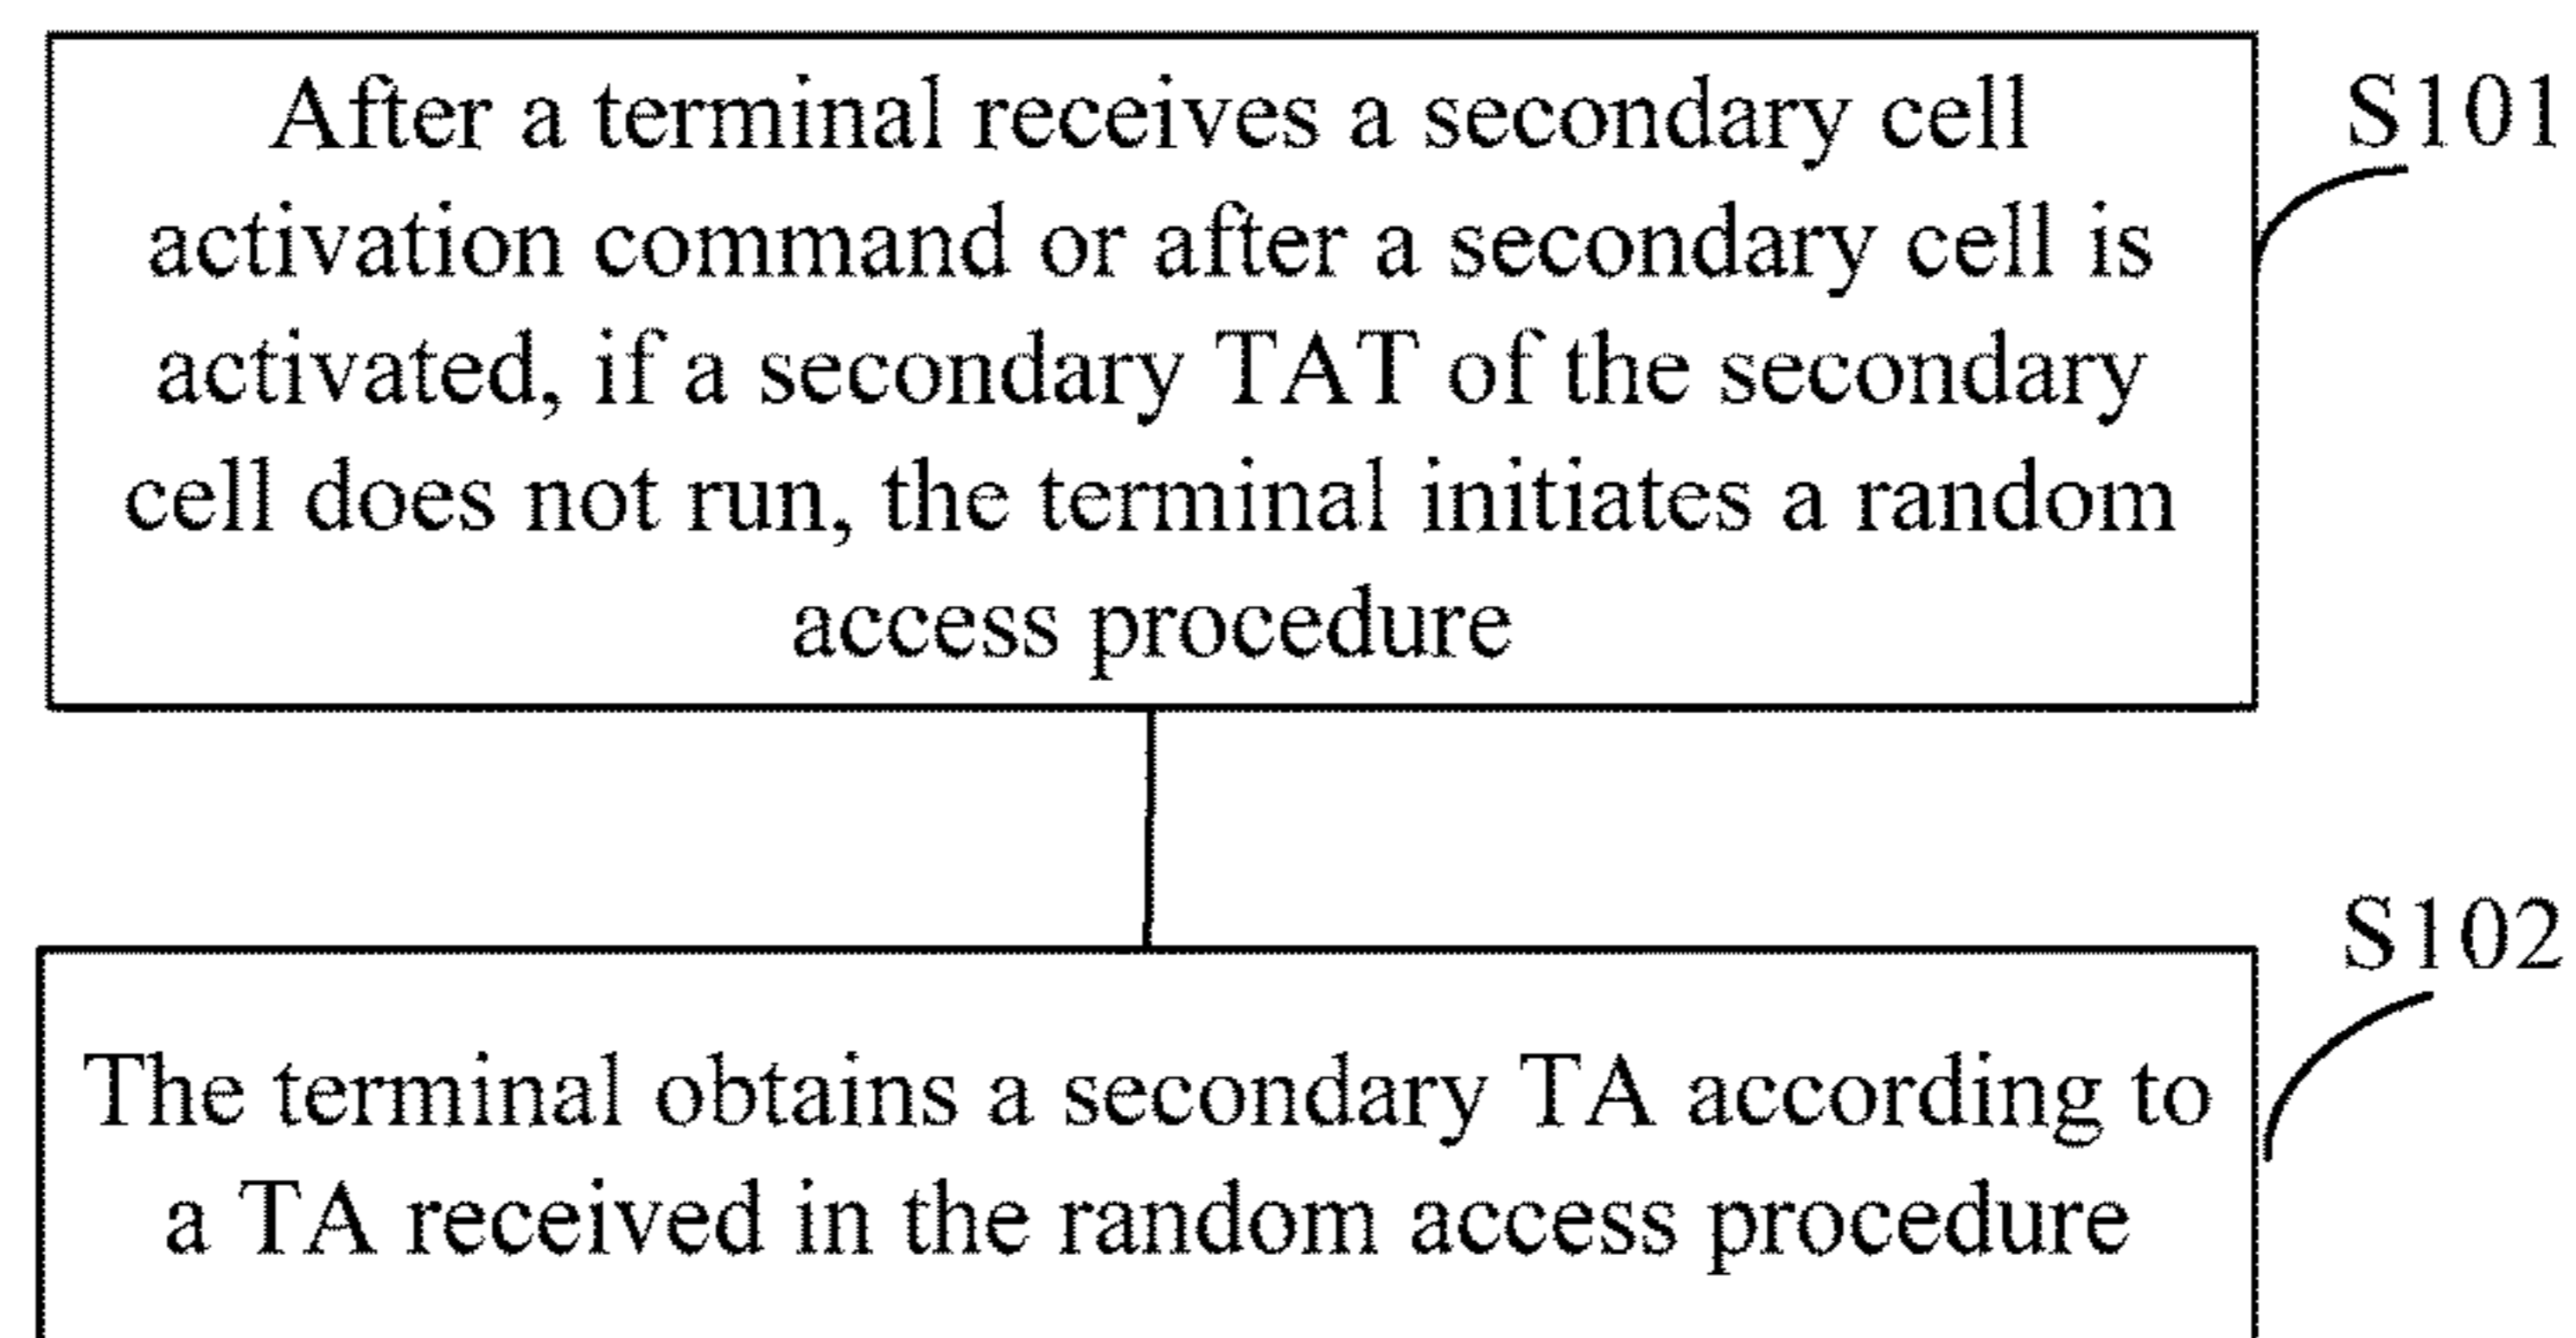 After a terminal receives a secondary cell
S101
activation command or after a secondary cell is
activated, if a secondary TAT of the secondary
cell does not run, the terminal initiates a random
access procedure
S102
The terminal obtains a secondary TA according to
a TA received in the random access procedure